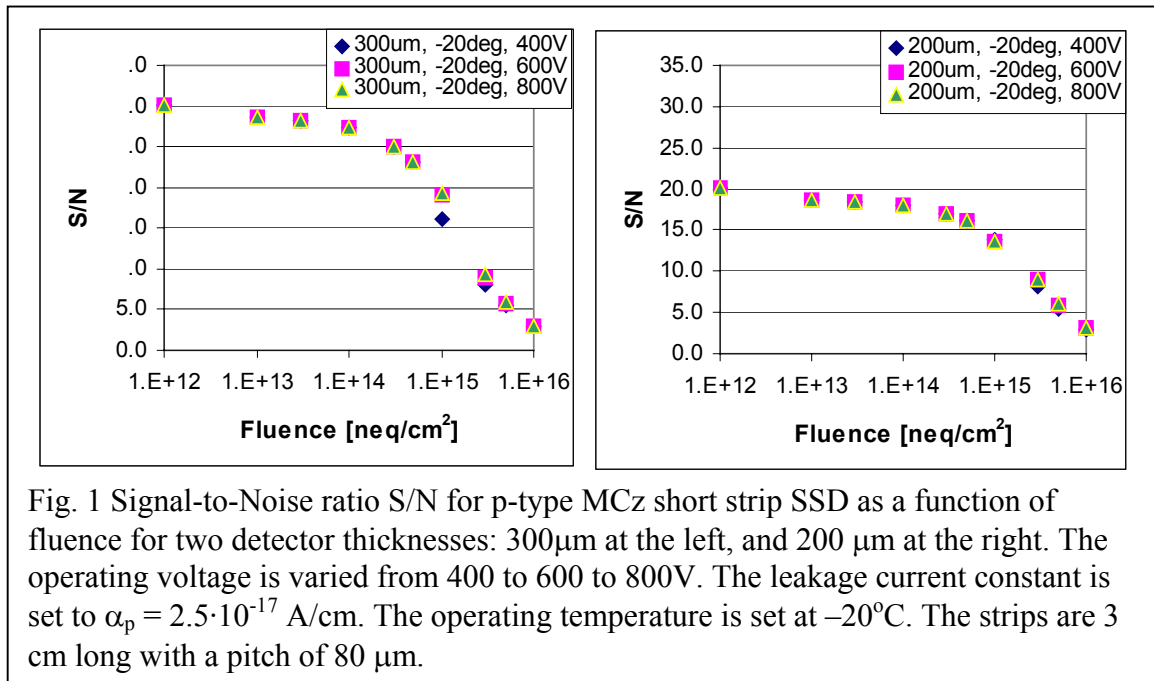 300um, -20deg, 400V
300um, -20deg, 600V
300um, -20deg, 800V
.0
.0
.0
.0
.0
.0
5.0
0.0
S/N
1.E+12 1.E+13 1.E+14 1.E+15 1.E+16
Fluence [neq/cm²]
200um, -20deg, 400V
200um, -20deg, 600V
200um, -20deg, 800V
35.0
30.0
25.0
20.0
15.0
10.0
5.0
0.0
S/N
1.E+12 1.E+13 1.E+14 1.E+15 1.E+16
Fluence [neq/cm²]
Fig. 1 Signal-to-Noise ratio S/N for p-type MCz short strip SSD as a function of
fluence for two detector thicknesses: 300μm at the left, and 200 μm at the right. The
operating voltage is varied from 400 to 600 to 800V. The leakage current constant is
set to αp = 2.5·10⁻¹⁷ A/cm. The operating temperature is set at –20°C. The strips are 3
cm long with a pitch of 80 μm.